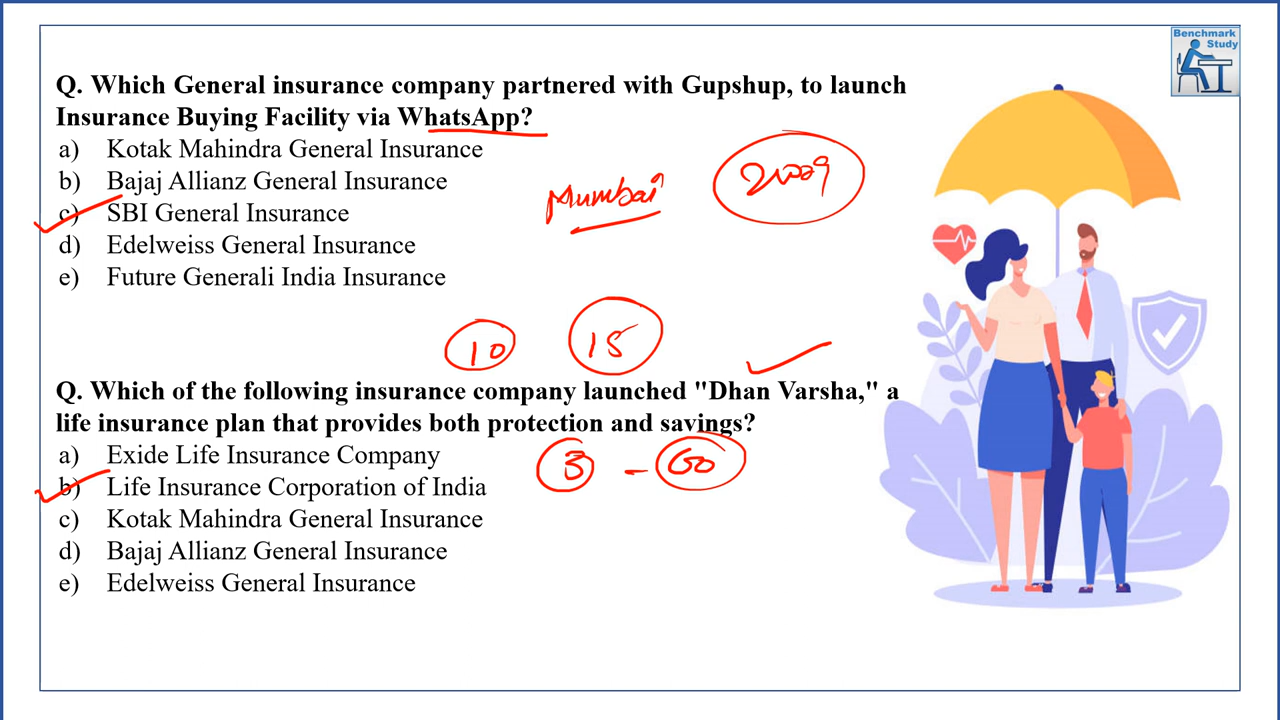 Benchmark
Study
Q. Which General insurance company partnered with Gupshup, to launch
Insurance Buying Facility via WhatsApp?
a) Kotak Mahindra General Insurance
b) Bajaj Allianz General Insurance
c) SBI General Insurance
d) Edelweiss General Insurance
e) Future Generali India Insurance
Mumbai 2009
10 15
Q. Which of the following insurance company launched "Dhan Varsha," a
life insurance plan that provides both protection and savings?
a) Exide Life Insurance Company
b) Life Insurance Corporation of India
c) Kotak Mahindra General Insurance
d) Bajaj Allianz General Insurance
e) Edelweiss General Insurance
3 - 60